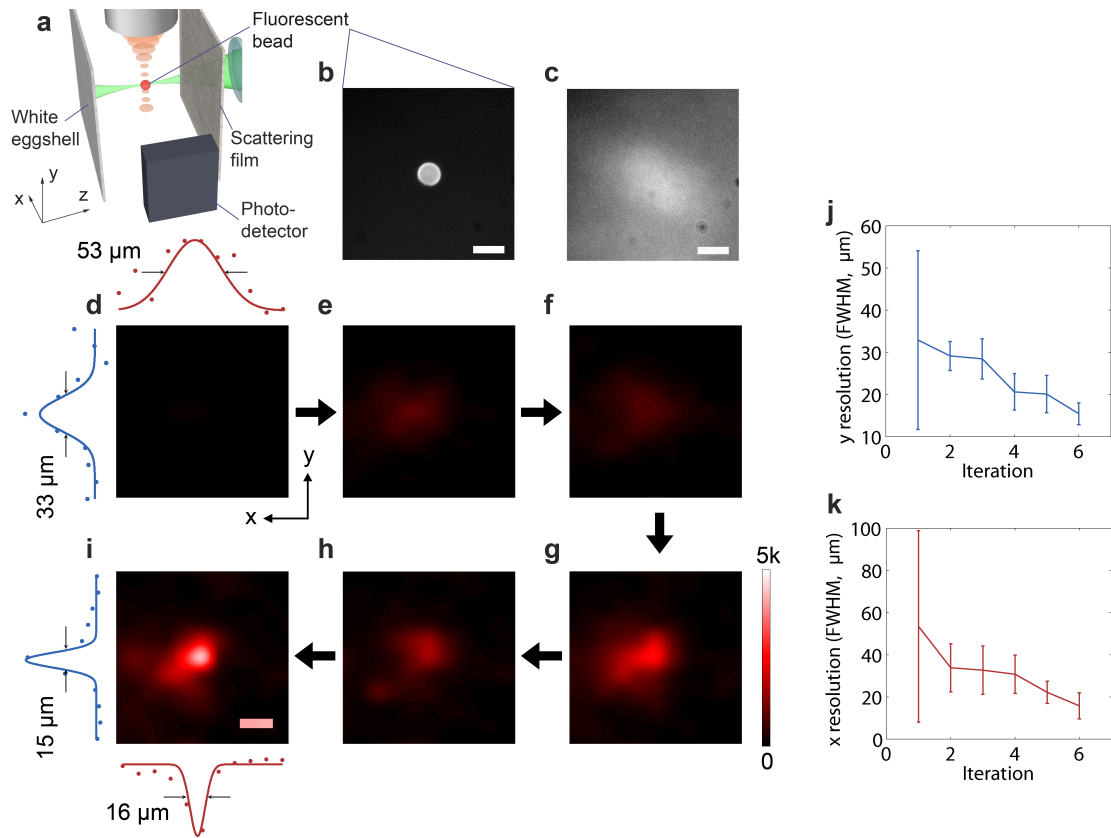 a
Fluorescent
bead
White
eggshell
Scattering
film
Photo-
detector
y
x
z
b
c
53 µm
d
e
f
33 µm
y
x
i
h
g
5k
0
15 µm
16 µm
j
60
50
40
30
20
10
0
2
4
6
y resolution (FWHM, µm)
Iteration
k
100
80
60
40
20
0
0
2
4
6
x resolution (FWHM, µm)
Iteration